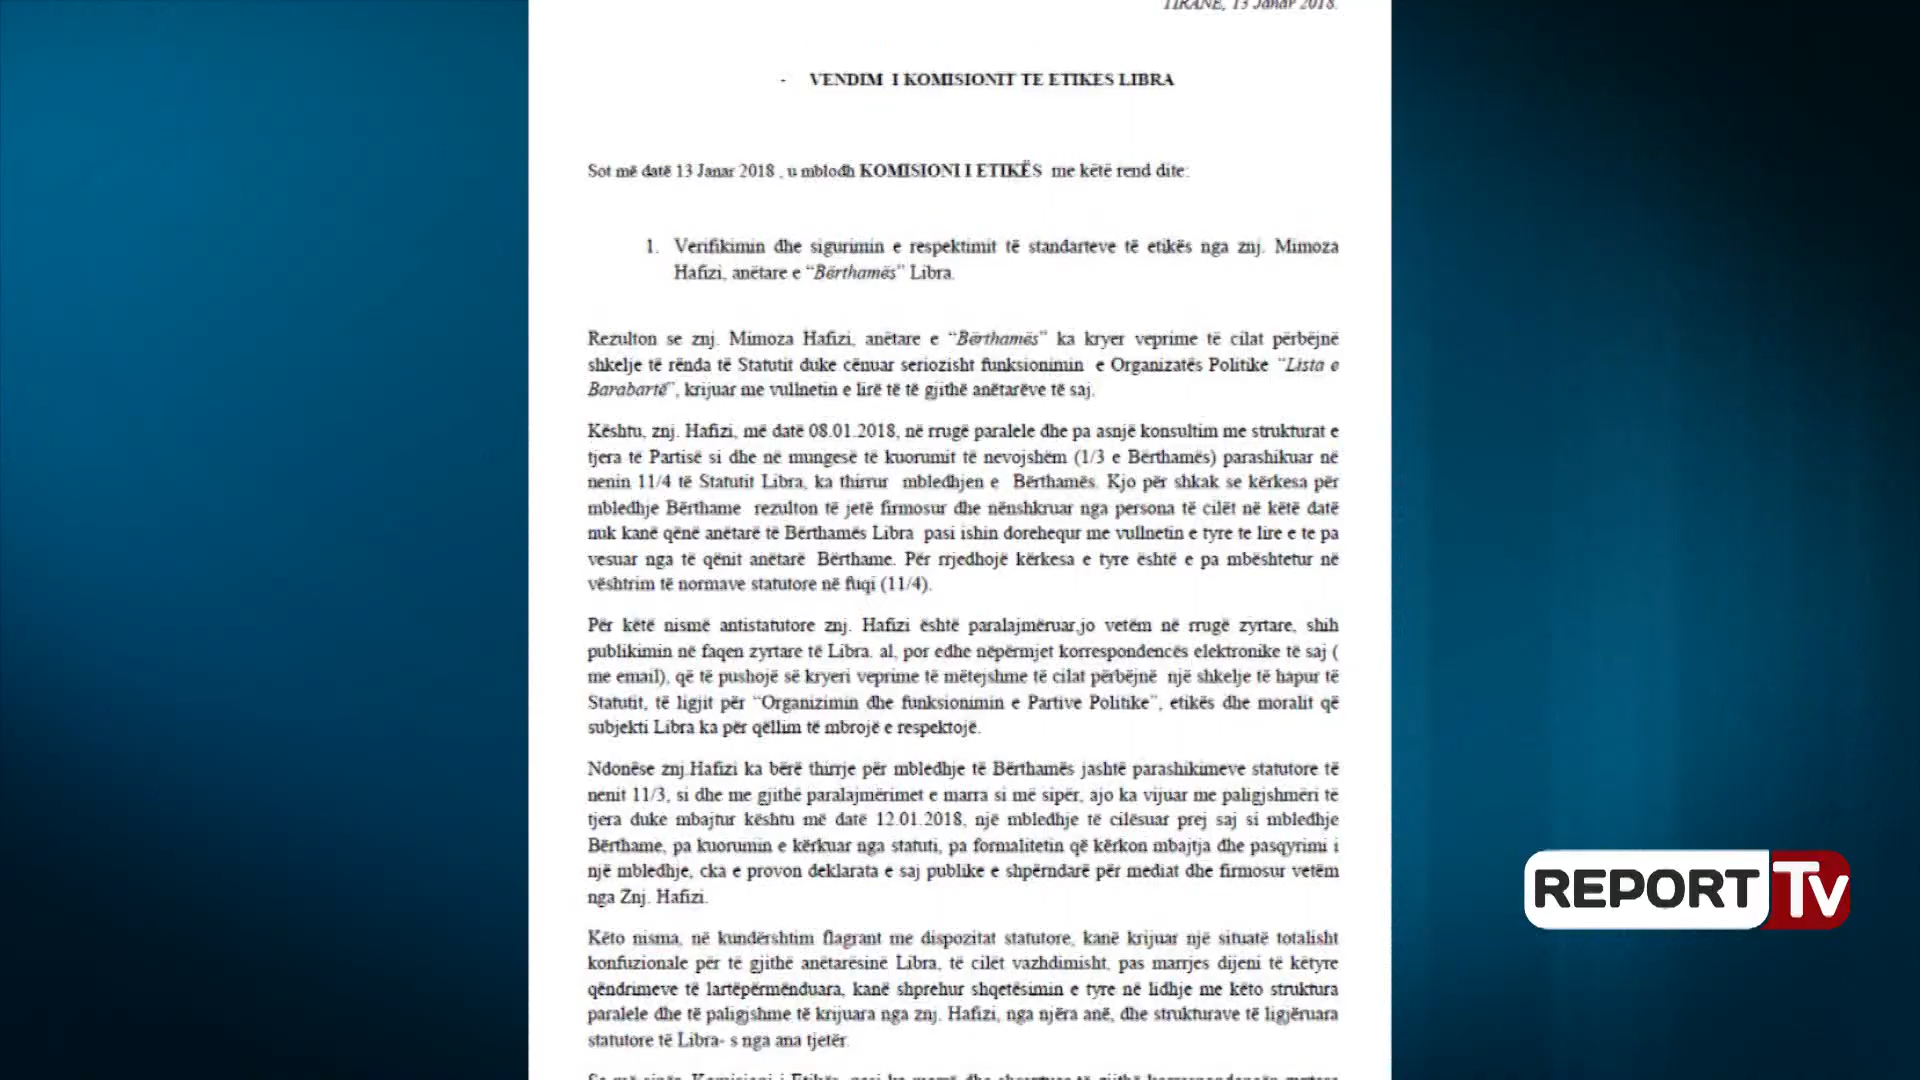 TIRANE, 13 Janar 2018.
- VENDIM I KOMISIONIT TE ETIKES LIBRA
Sot më datë 13 Janar 2018 , u mblodh KOMISIONI I ETIKËS me këtë rend dite:
1. Verifikimin dhe sigurimin e respektimit të standarteve të etikës nga znj. Mimoza
Hafizi, anëtare e “Bërthamës” Libra.
Rezulton se znj. Mimoza Hafizi, anëtare e “Bërthamës” ka kryer veprime të cilat përbëjnë
shkelje të rënda të Statutit duke cënuar seriozisht funksionimin e Organizatës Politike “Lista e
Barabartë”, krijuar me vullnetin e lirë të të gjithë anëtarëve të saj.
Kështu, znj. Hafizi, më datë 08.01.2018, në rrugë paralele dhe pa asnjë konsultim me strukturat e
tjera të Partisë si dhe në mungesë të kuorumit të nevojshëm (1/3 e Bërthamës) parashikuar në
nenin 11/4 të Statutit Libra, ka thirrur mbledhjen e Bërthamës. Kjo për shkak se kërkesa për
mbledhje Bërthame rezulton të jetë firmosur dhe nënshkruar nga persona të cilët në këtë datë
nuk kanë qënë anëtarë të Bërthamës Libra pasi ishin dorehequr me vullnetin e tyre te lire e te pa
vesuar nga të qënit anëtarë Bërthame. Për rrjedhojë kërkesa e tyre është e pa mbështetur në
vështrim të normave statutore në fuqi (11/4).
Për këtë nismë antistatutore znj. Hafizi është paralajmëruar,jo vetëm në rrugë zyrtare, shih
publikimin në faqen zyrtare të Libra. al, por edhe nëpërmjet korrespondencës elektronike të saj (
me email), që të pushojë së kryeri veprime të mëtejshme të cilat përbëjnë një shkelje të hapur të
Statutit, të ligjit për “Organizimin dhe funksionimin e Partive Politike”, etikës dhe moralit që
subjekti Libra ka për qëllim të mbrojë e respektojë.
Ndonëse znj.Hafizi ka bërë thirrje për mbledhje të Bërthamës jashtë parashikimeve statutore të
nenit 11/3, si dhe me gjithë paralajmërimet e marra si më sipër, ajo ka vijuar me paligjshmëri të
tjera duke mbajtur kështu më datë 12.01.2018, një mbledhje të cilësuar prej saj si mbledhje
Bërthame, pa kuorumin e kërkuar nga statuti, pa formalitetin që kërkon mbajtja dhe pasqyrimi i
një mbledhje, cka e provon deklarata e saj publike e shpërndarë për mediat dhe firmosur vetëm
nga Znj. Hafizi.
Këto nisma, në kundërshtim flagrant me dispozitat statutore, kanë krijuar një situatë totalisht
konfuzionale për të gjithë anëtarësinë Libra, të cilët vazhdimisht, pas marrjes dijeni të këtyre
qëndrimeve të lartëpërmënduara, kanë shprehur shqetësimin e tyre në lidhje me këto struktura
paralele dhe të paligjshme të krijuara nga znj. Hafizi, nga njëra anë, dhe strukturave të ligjëruara
statutore të Libra- s nga ana tjetër.
Se më sipër, Komisioni i Etikës, pasi ka marrë dhe
REPORT Tv